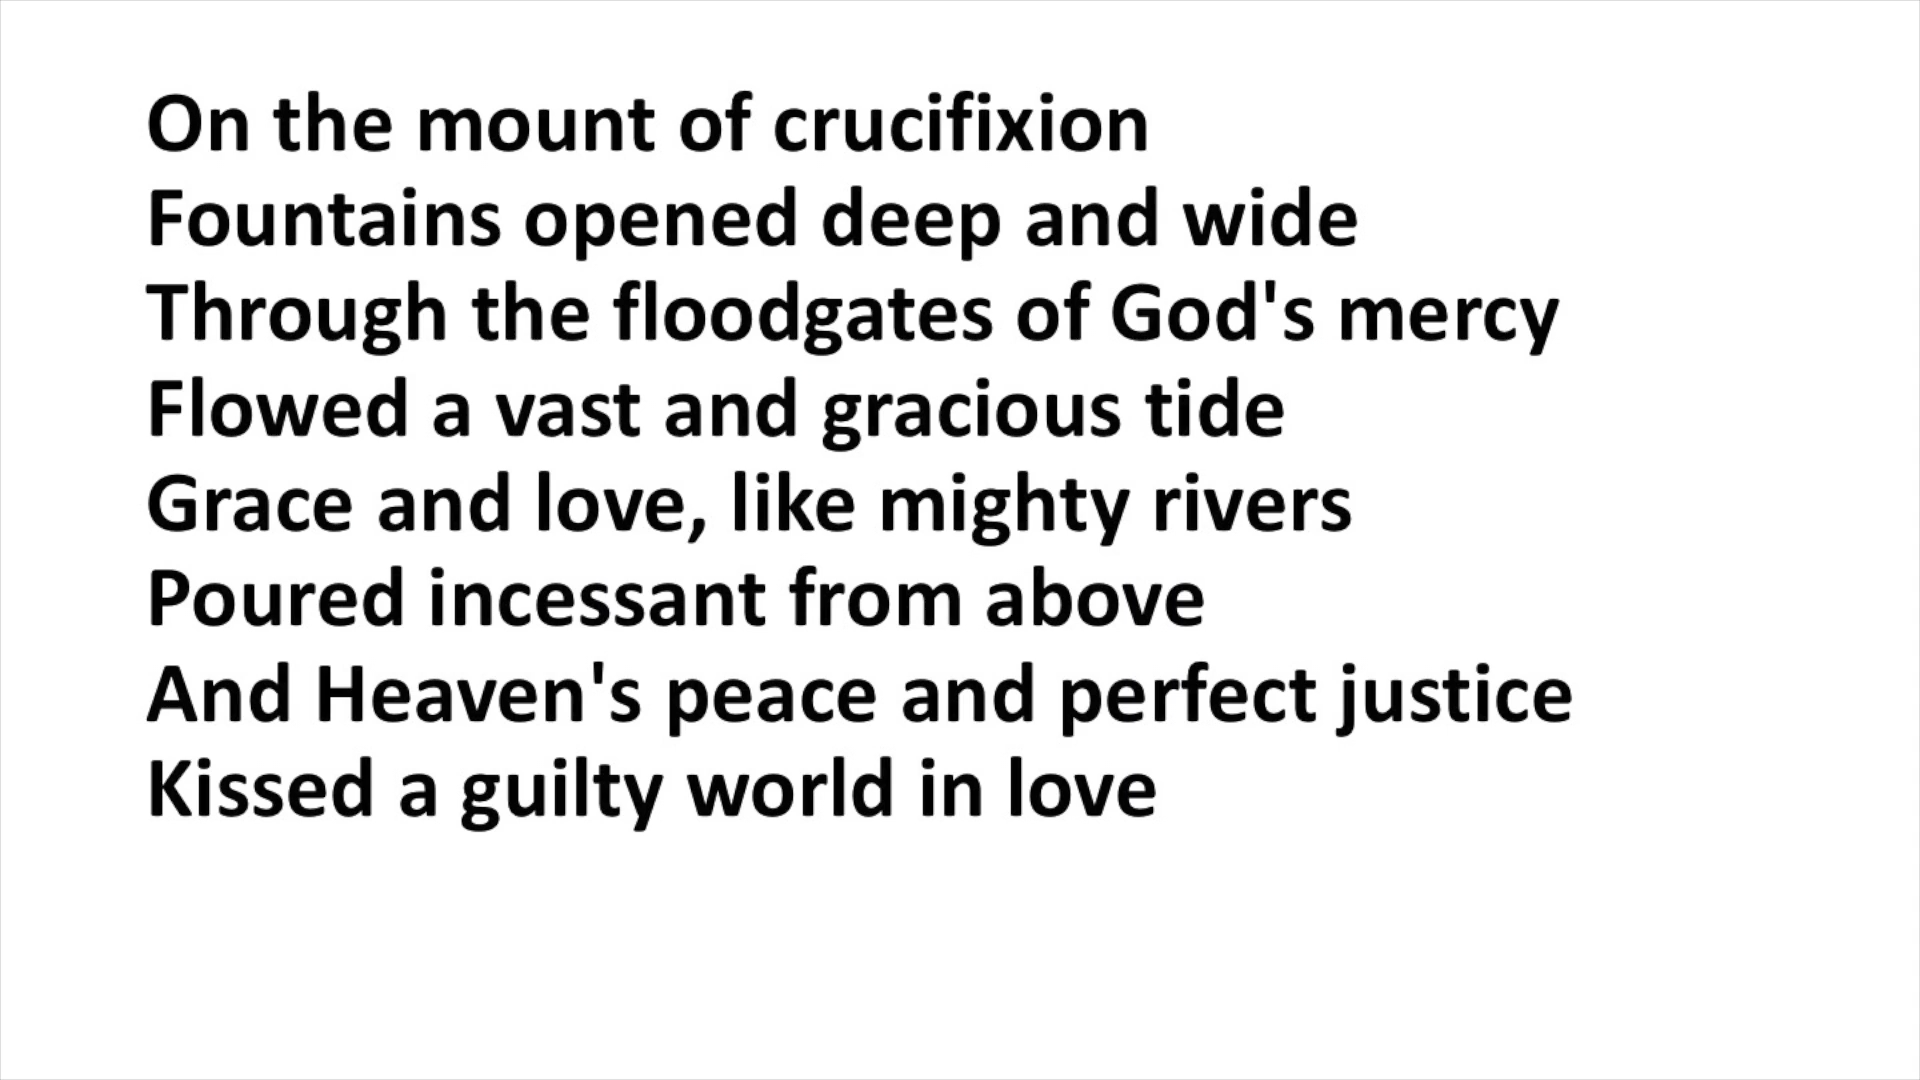 On the mount of crucifixion
Fountains opened deep and wide
Through the floodgates of God's mercy
Flowed a vast and gracious tide
Grace and love, like mighty rivers
Poured incessant from above
And Heaven's peace and perfect justice
Kissed a guilty world in love